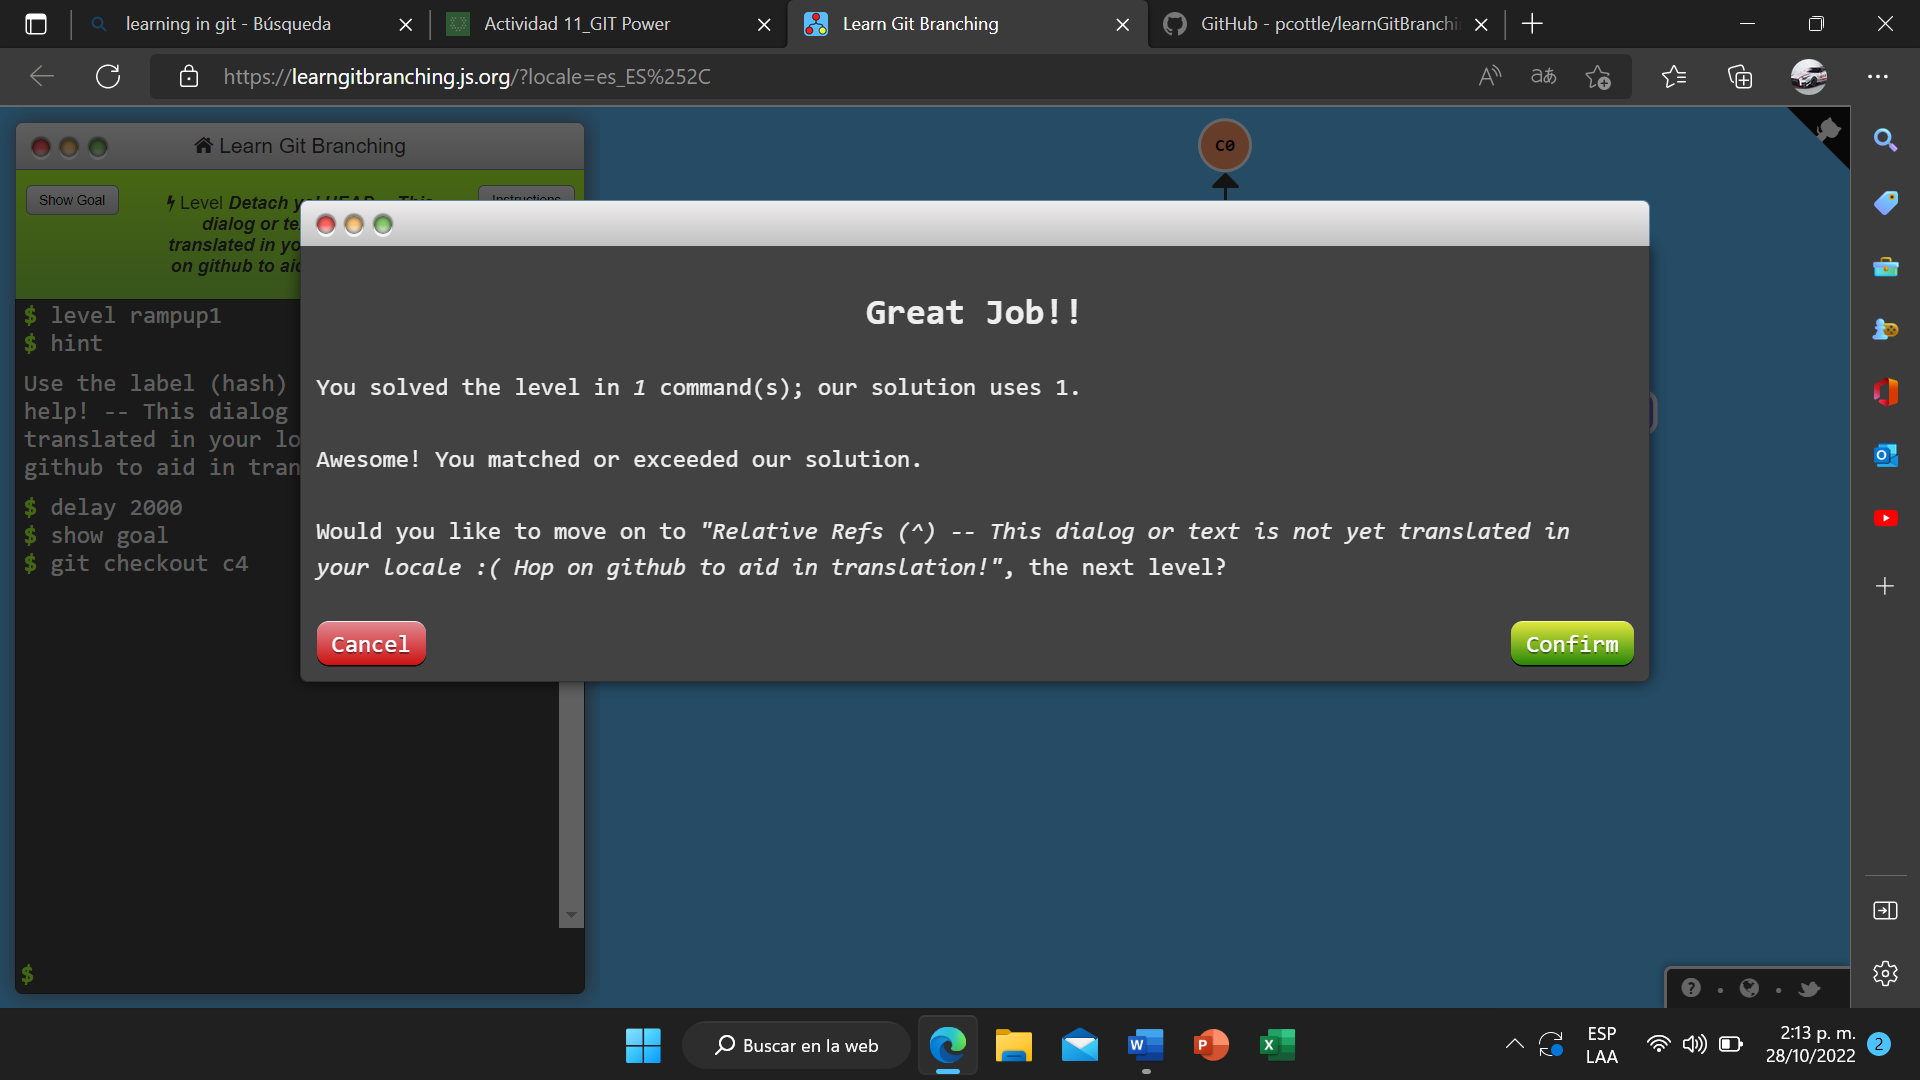 learning in git - Búsqueda
Actividad 11_GIT Power
Learn Git Branching
GitHub - pcottle/learnGitBranchi
https://learngitbranching.js.org/?locale=es_ES%252C
Learn Git Branching
Show Goal
Level Detach yo
dialog or te
translated in yo
on github to aid
$ level rampup1
$ hint
Use the label (hash)
help! -- This dialog
translated in your lo
github to aid in tran
$ delay 2000
$ show goal
$ git checkout c4
$
C0
Great Job!!
You solved the level in 1 command(s); our solution uses 1.
Awesome! You matched or exceeded our solution.
Would you like to move on to "Relative Refs (^) -- This dialog or text is not yet translated in
your locale :( Hop on github to aid in translation!", the next level?
Cancel
Confirm
Buscar en la web
ESP
LAA
2:13 p. m.
28/10/2022
2